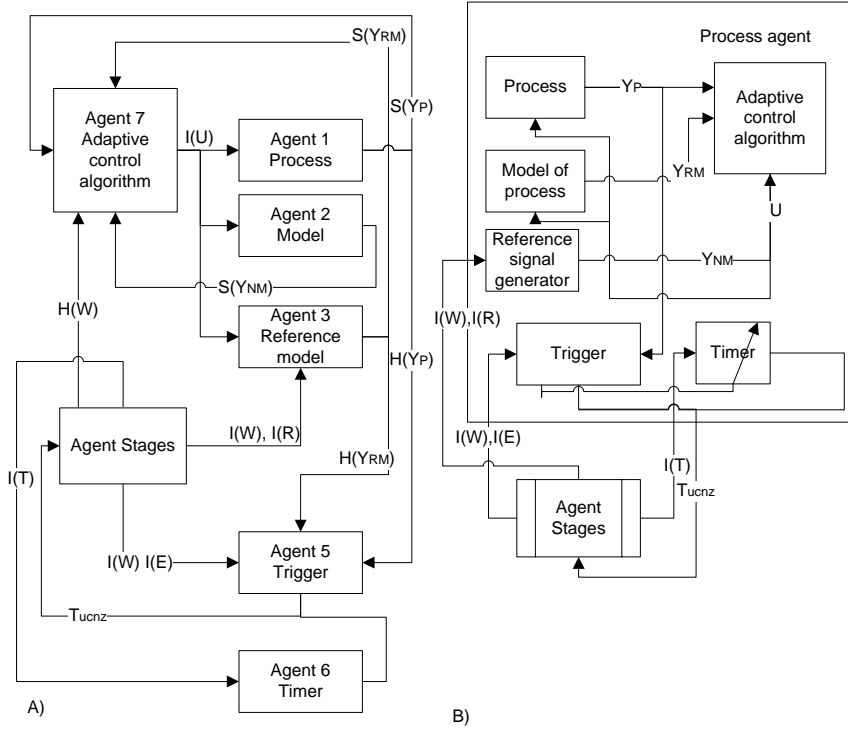 S(YRM)
S(YP)
Agent 7
Adaptive
control
algorithm
I(U)
Agent 1
Process
Agent 2
Model
S(YNM)
H(W)
Agent 3
Reference
model
H(YP)
Agent Stages
I(W), I(R)
H(YRM)
I(T)
I(W) I(E)
Agent 5
Trigger
Tucnz
Agent 6
Timer
A)
Process agent
Process
YP
Adaptive
control
algorithm
Model of
process
YRM
U
Reference
signal
generator
YNM
I(W),I(R)
Trigger
Timer
I(W),I(E)
I(T)
Tucnz
Agent
Stages
B)